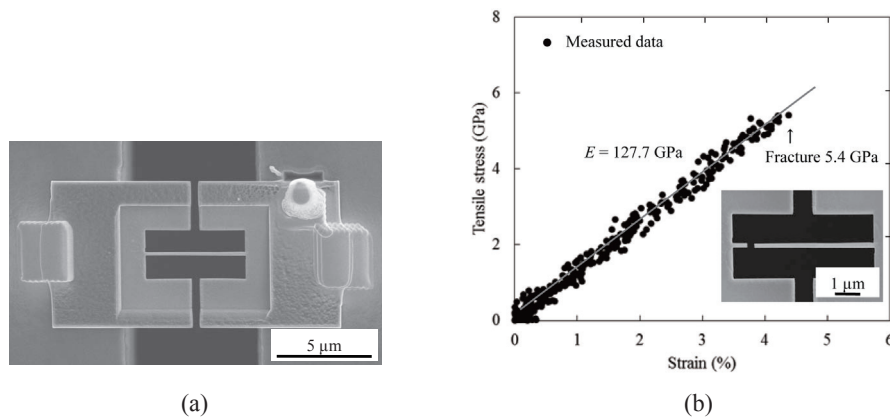 5 µm
(a)
8
6
4
2
0
Tensile stress (GPa)
Measured data
E = 127.7 GPa
Fracture 5.4 GPa
1 µm
0 1 2 3 4 5 6
Strain (%)
(b)